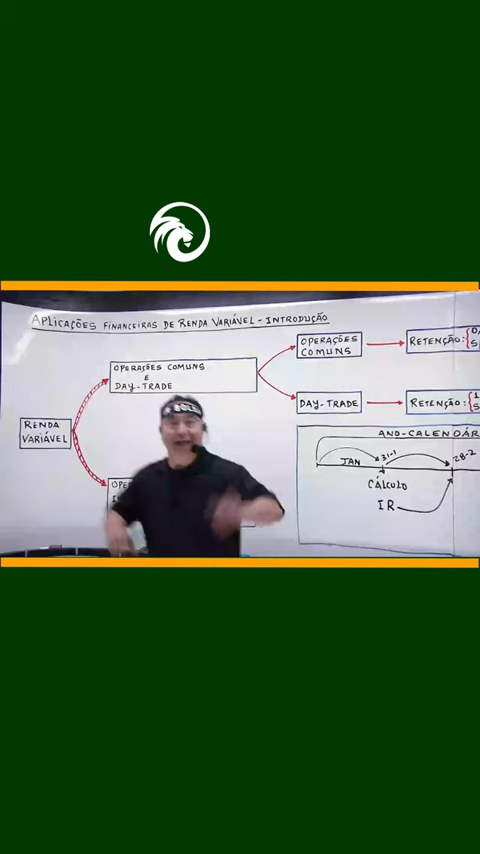 APLICAÇÕES FINANCEIRAS DE RENDA VARIÁVEL - INTRODUÇÃO
OPERAÇÕES
COMUNS
RETENÇÃO:
OPERAÇÕES COMUNS
E
DAY-TRADE
DAY-TRADE
RETENÇÃO:
RENDA
VARIÁVEL
ANO-CALENDÁR
JAN
31-1
28-2
CÁLCULO
IR